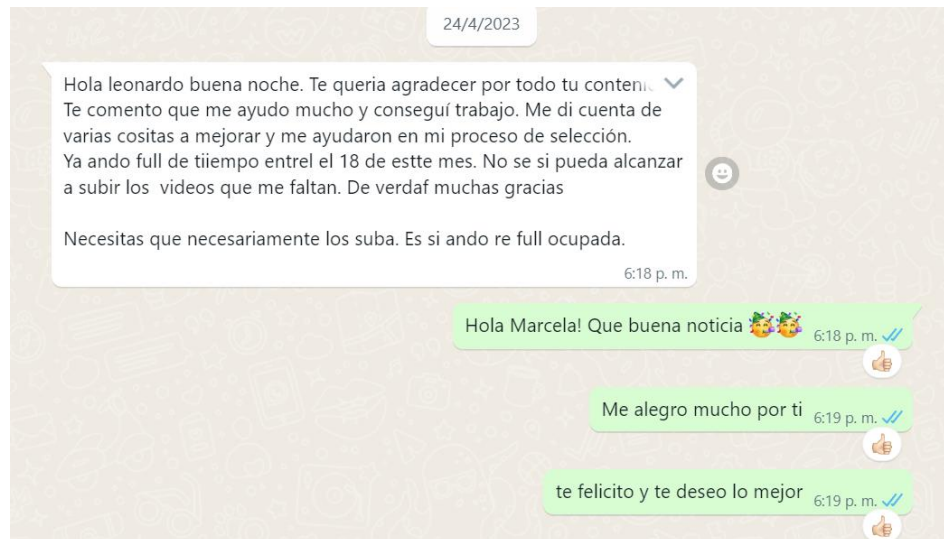 24/4/2023
Hola leonardo buena noche. Te queria agradecer por todo tu
Te comento que me ayudo mucho y conseguí trabajo. Me di cuenta de
varias cositas a mejorar y me ayudaron en mi proceso de selección.
Ya ando full de tiiempo entrel el 18 de estte mes. No se si pueda alcanzar
a subir los videos que me faltan. De verdaf muchas gracias
Necesitas que necesariamente los suba. Es si ando re full ocupada.
6:18 p. m.
Hola Marcela! Que buena noticia 🥳🥳 6:18 p. m.
👍🏻
Me alegro mucho por ti 6:19 p. m.
👍🏻
te felicito y te deseo lo mejor 6:19 p. m.
👍🏻